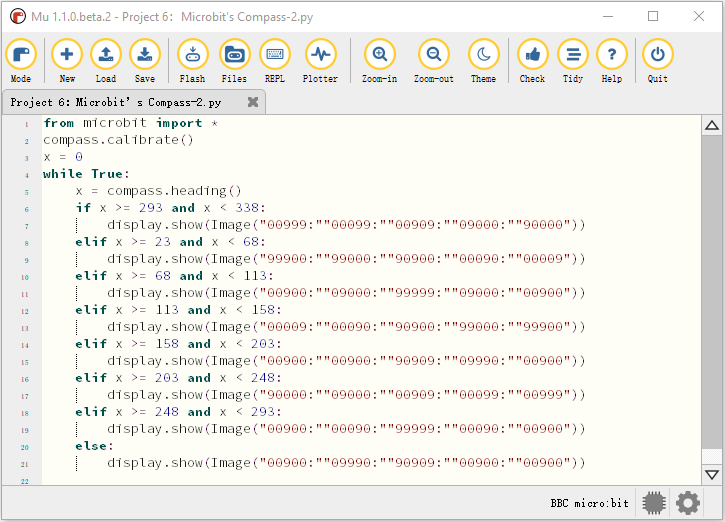 Mu 1.1.0.beta.2 - Project 6: Microbit's Compass-2.py
Mode New Load Save Flash Files REPL Plotter Zoom-in Zoom-out Theme Check Tidy Help Quit
Project 6: Microbit's Compass-2.py
1 from microbit import *
2 compass.calibrate()
3 x = 0
4 while True:
5     x = compass.heading()
6     if x >= 293 and x < 338:
7         display.show(Image("00999:""00099:""00909:""09000:""90000"))
8     elif x >= 23 and x < 68:
9         display.show(Image("99900:""99000:""90900:""00090:""00009"))
10     elif x >= 68 and x < 113:
11         display.show(Image("00900:""09000:""99999:""09000:""00900"))
12     elif x >= 113 and x < 158:
13         display.show(Image("00009:""00090:""90900:""99000:""99900"))
14     elif x >= 158 and x < 203:
15         display.show(Image("00900:""00900:""90909:""09990:""00900"))
16     elif x >= 203 and x < 248:
17         display.show(Image("90000:""09000:""00909:""00099:""00999"))
18     elif x >= 248 and x < 293:
19         display.show(Image("00900:""00090:""99999:""00090:""00900"))
20     else:
21         display.show(Image("00900:""09990:""90909:""00900:""00900"))
22
BBC micro:bit